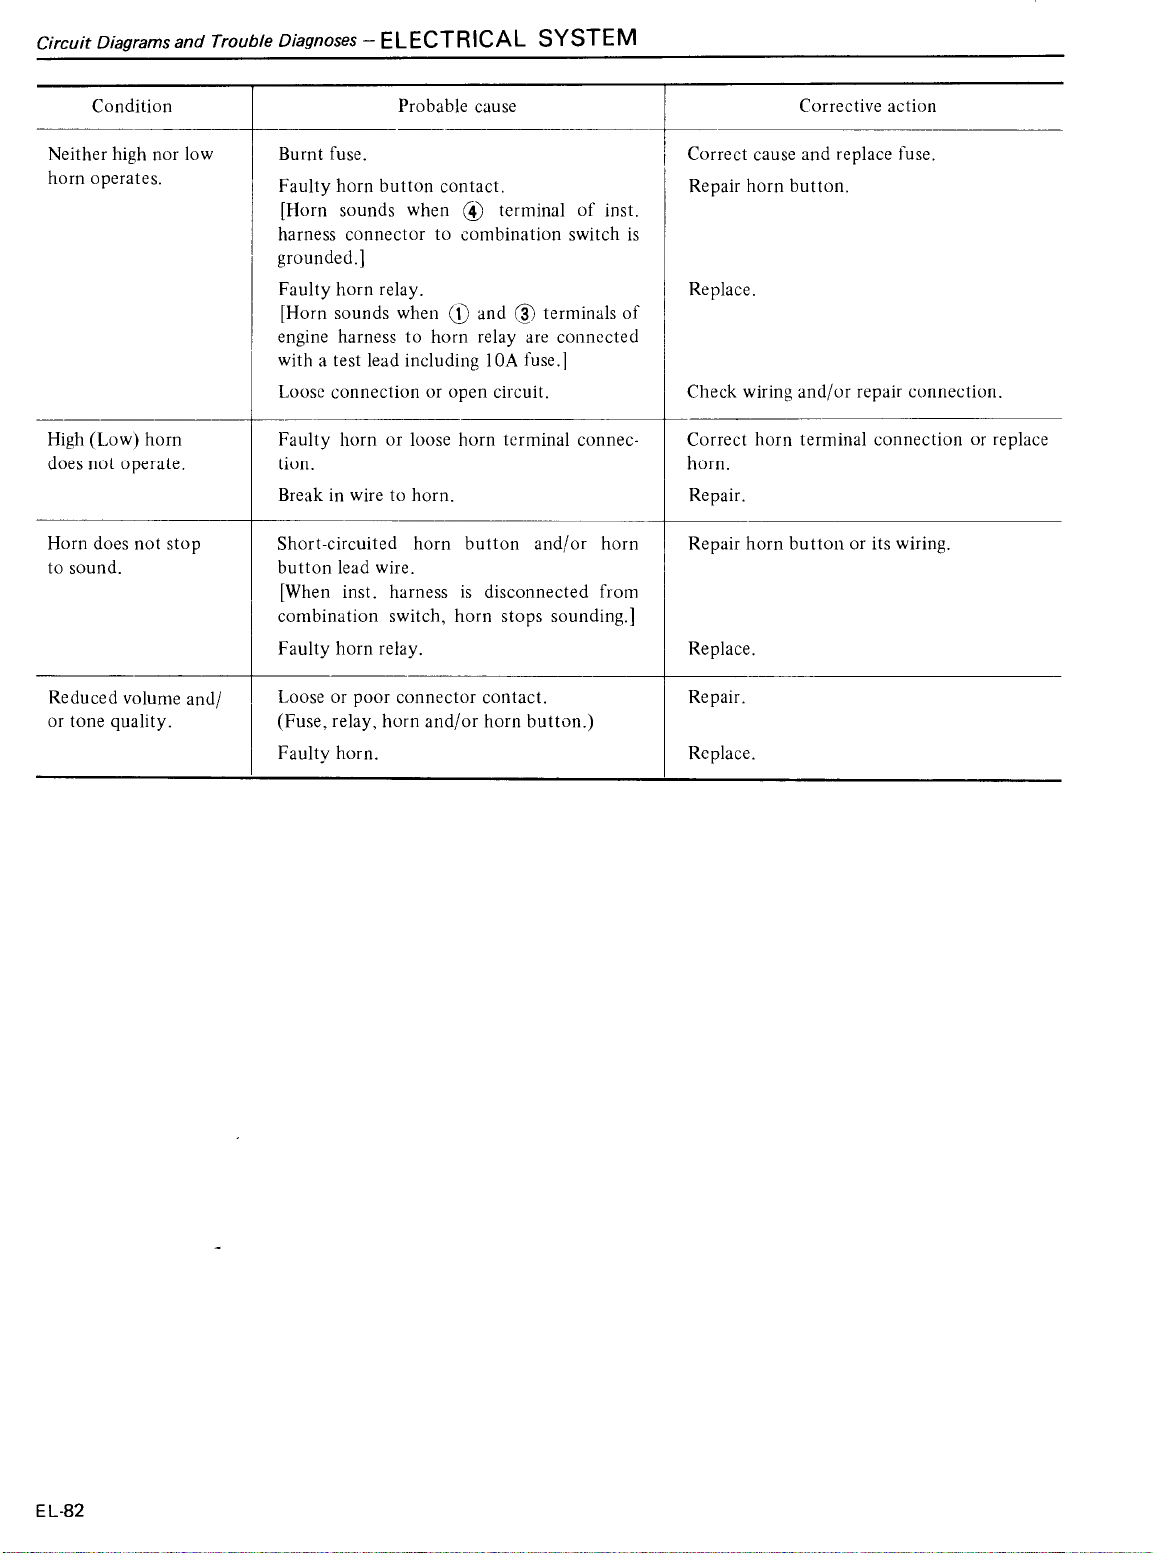 Circuit Diagrams and Trouble Diagnoses – ELECTRICAL SYSTEM
Condition
Probable cause
Corrective action
Neither high nor low
horn operates.
Burnt fuse.
Correct cause and replace fuse.
Faulty horn button contact.
[Horn sounds when ④ terminal of inst.
harness connector to combination switch is
grounded.]
Repair horn button.
Faulty horn relay.
[Horn sounds when ① and ③ terminals of
engine harness to horn relay are connected
with a test lead including 10A fuse.]
Replace.
Loose connection or open circuit.
Check wiring and/or repair connection.
High (Low) horn
does not operate.
Faulty horn or loose horn terminal connec-
tion.
Correct horn terminal connection or replace
horn.
Break in wire to horn.
Repair.
Horn does not stop
to sound.
Short-circuited horn button and/or horn
button lead wire.
[When inst. harness is disconnected from
combination switch, horn stops sounding.]
Repair horn button or its wiring.
Faulty horn relay.
Replace.
Reduced volume and/
or tone quality.
Loose or poor connector contact.
(Fuse, relay, horn and/or horn button.)
Repair.
Faulty horn.
Replace.
EL-82